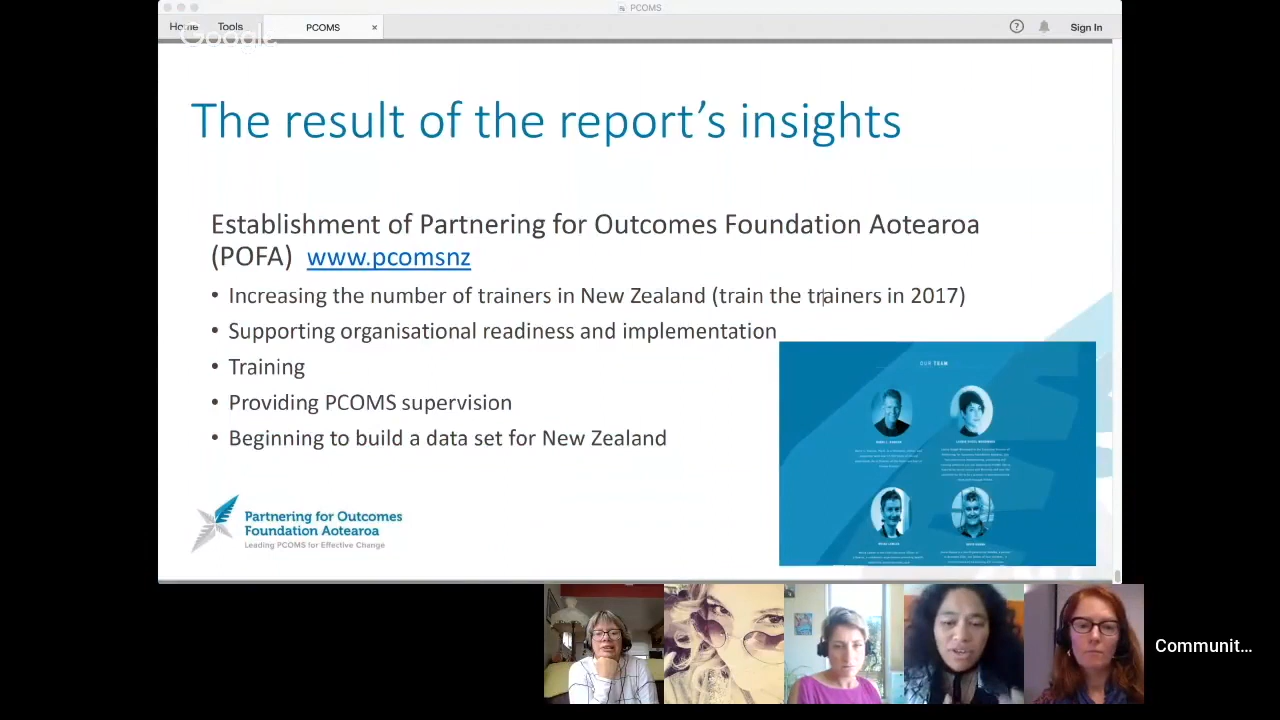 PCOMS
Home Tools PCOMS × ? Sign In
Google
The result of the report's insights
Establishment of Partnering for Outcomes Foundation Aotearoa
(POFA) www.pcomsnz
• Increasing the number of trainers in New Zealand (train the trainers in 2017)
• Supporting organisational readiness and implementation
• Training
• Providing PCOMS supervision
• Beginning to build a data set for New Zealand
OUR TEAM
Partnering for Outcomes
Foundation Aotearoa
Leading PCOMS for Effective Change
Communit...